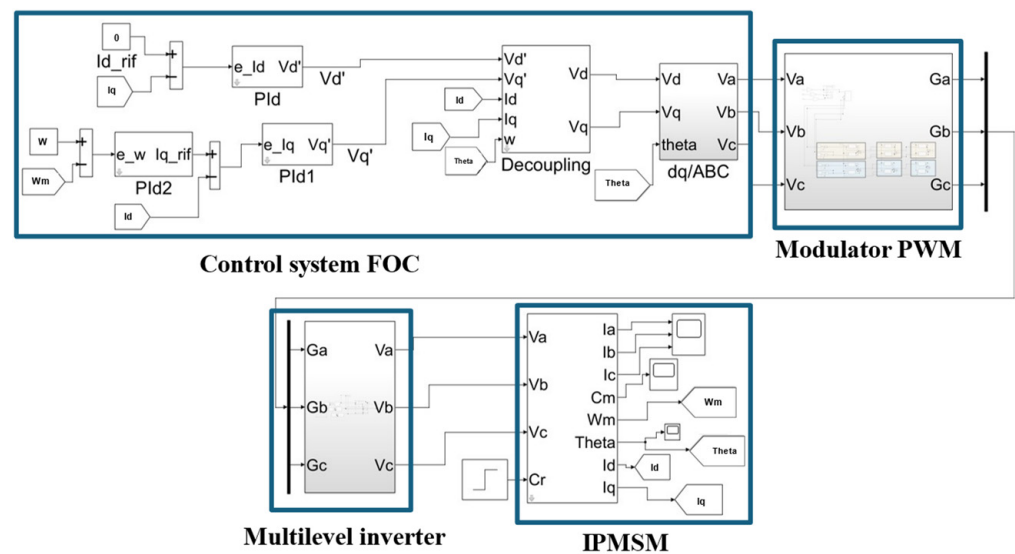 0
Id_rif
Iq
e_Id Vd'
PId
Vd'
W
Wm
e_w Iq_rif
PId2
Id
e_Iq Vq'
PId1
Vq'
Vd'
Vq'
Id
Iq
w
Vd
Vq
Id
Iq
Theta
Decoupling
Theta
Vd
Vq
theta
Va
Vb
Vc
dq/ABC
Va
Vb
Vc
Ga
Gb
Gc
Control system FOC
Modulator PWM
Ga
Gb
Gc
Va
Vb
Vc
Multilevel inverter
Va
Vb
Vc
Cr
Ia
Ib
Ic
Cm
Wm
Theta
Id
Iq
Wm
Theta
Id
Iq
IPMSM